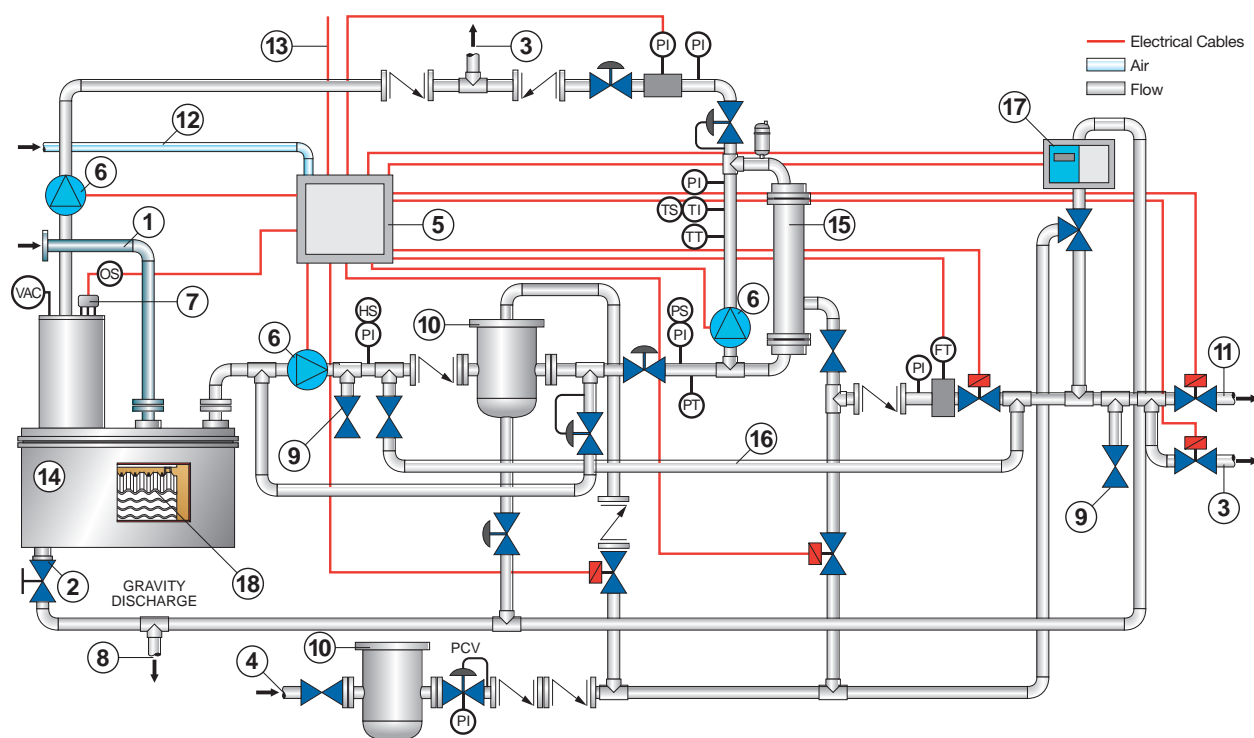 13
3
PI
PI
Electrical Cables
Air
Flow
12
17
6
PI
TS
TI
TT
5
15
1
OS
VAC
7
HS
PI
10
PS
PI
6
6
PI
FT
11
PT
9
16
14
9
3
18
2
GRAVITY
DISCHARGE
8
10
PCV
4
PI